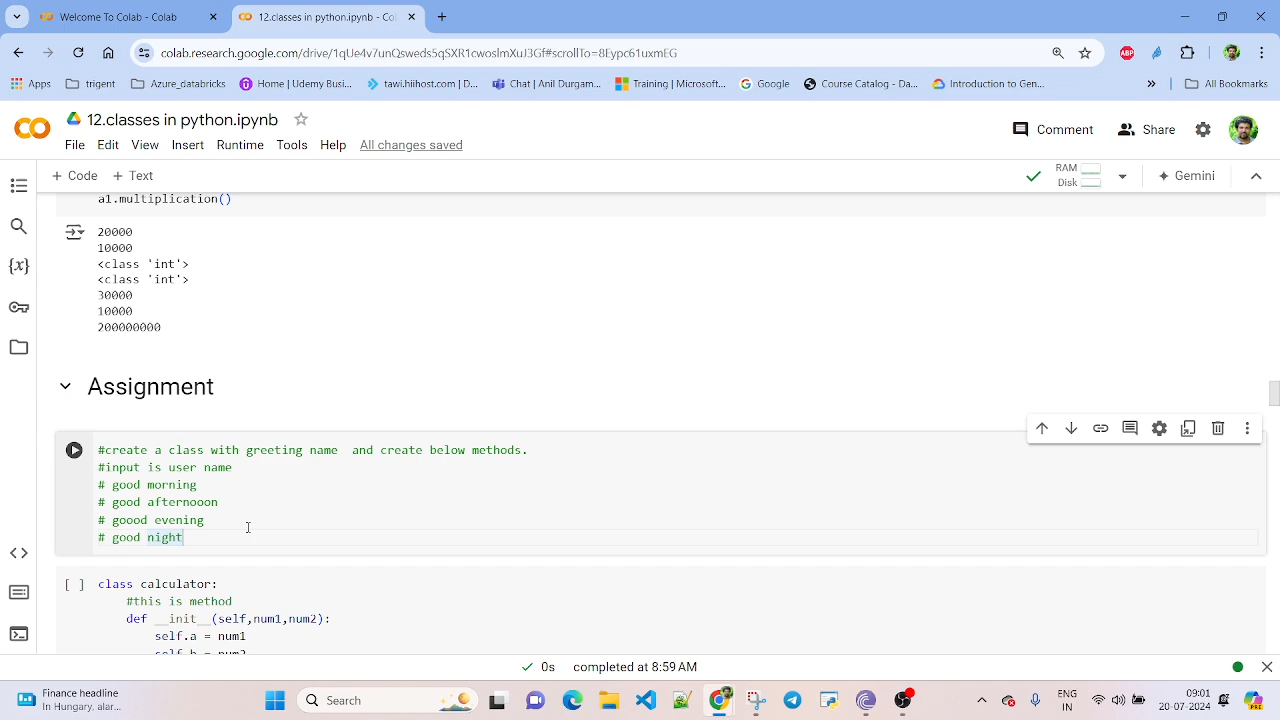 Welcome To Colab - Colab
12.classes in python.ipynb - Col
colab.research.google.com/drive/1qUe4v7unQsweds5qSXR1cwosImXuJ3Gf#scrollTo=8Eypc61uxmEG
Apps
trigent
Azure_databricks
Home | Udemy Busi...
tawi.hiihost.com | D...
Chat | Anil Durgam...
Training | Microsoft...
Google
Course Catalog - Da...
Introduction to Gen...
»
All Bookmarks
12.classes in python.ipynb
Comment
Share
File Edit View Insert Runtime Tools Help All changes saved
+ Code + Text
RAM
Disk
Gemini
a1.multiplication()
20000
10000
<class 'int'>
<class 'int'>
30000
10000
200000000
Assignment
#create a class with greeting name  and create below methods.
#input is user name
# good morning
# good afternooon
# goood evening
# good night
[ ] class calculator:
#this is method
def __init__(self,num1,num2):
self.a = num1
self.b = num2
0s completed at 8:59 AM
Finance headline
In Hungary, alar...
Search
ENG
IN
09:01
20-07-2024